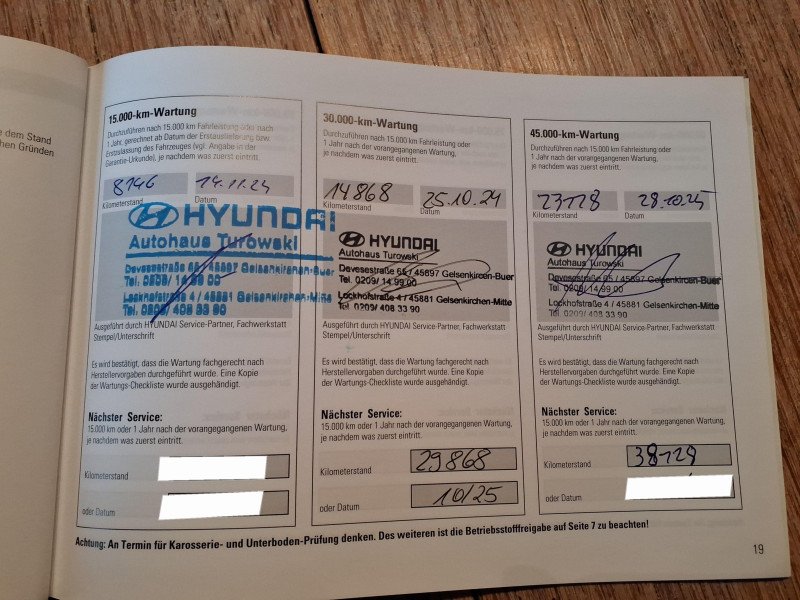 dem Stand
Gründen
15.000-km-Wartung
Durchzuführen nach 15.000 km Fahrleistung oder nach
1 Jahr, gerechnet ab Datum der Erstauslieferung bzw.
Erstzulassung des Fahrzeuges (vgl. Angabe in der
Garantie-Urkunde), je nachdem was zuerst eintritt.
Kilometerstand
Datum
HYUNDAI
Autohaus Turowski
Devesestraße 65 / 45897 Gelsenkirchen-Buer
Tel. 0209/ 14 99 00
Lockhofstraße 4 / 45881 Gelsenkirchen-Mitte
Tel. 0209/ 408 33 90
Ausgeführt durch HYUNDAI Service-Partner, Fachwerkstatt
Stempel/Unterschrift
Es wird bestätigt, dass die Wartung fachgerecht nach
Herstellervorgaben durchgeführt wurde. Eine Kopie
der Wartungs-Checkliste wurde ausgehändigt.
Nächster Service:
15.000 km oder 1 Jahr nach der vorangegangenen Wartung,
je nachdem was zuerst eintritt.
Kilometerstand
oder Datum
30.000-km-Wartung
Durchzuführen nach 15.000 km Fahrleistung oder
1 Jahr nach der vorangegangenen Wartung,
je nachdem was zuerst eintritt.
14868
25.10.24
Kilometerstand
Datum
HYUNDAI
Autohaus Turowski
Devesestraße 65 / 45897 Gelsenkircen-Buer
Tel. 0209/ 14 99 00
Lockhofstraße 4 / 45881 Gelsenkirchen-Mitte
Tel. 0209/ 408 33 90
Ausgeführt durch HYUNDAI Service-Partner, Fachwerkstatt
Stempel/Unterschrift
Es wird bestätigt, dass die Wartung fachgerecht nach
Herstellervorgaben durchgeführt wurde. Eine Kopie
der Wartungs-Checkliste wurde ausgehändigt.
Nächster Service:
15.000 km oder 1 Jahr nach der vorangegangenen Wartung,
je nachdem was zuerst eintritt.
Kilometerstand
29868
oder Datum
10/25
45.000-km-Wartung
Durchzuführen nach 15.000 km Fahrleistung oder
1 Jahr nach der vorangegangenen Wartung,
je nachdem was zuerst eintritt.
23128
28.10.25
Kilometerstand
Datum
HYUNDAI
Autohaus Turowski
Devesestraße 65 / 45897 Gelsenkircen-Buer
Tel. 0209/ 14 99 00
Lockhofstraße 4 / 45881 Gelsenkirchen-Mitte
Tel. 0209/ 408 33 90
Ausgeführt durch HYUNDAI Service-Partner, Fachwerkstatt
Stempel/Unterschrift
Es wird bestätigt, dass die Wartung fachgerecht nach
Herstellervorgaben durchgeführt wurde. Eine Kopie
der Wartungs-Checkliste wurde ausgehändigt.
Nächster Service:
15.000 km oder 1 Jahr nach der vorangegangenen Wartung,
je nachdem was zuerst eintritt.
Kilometerstand
38128
oder Datum
Achtung: An Termin für Karosserie- und Unterboden-Prüfung denken. Des weiteren ist die Betriebsstofffreigabe auf Seite 7 zu beachten!
19